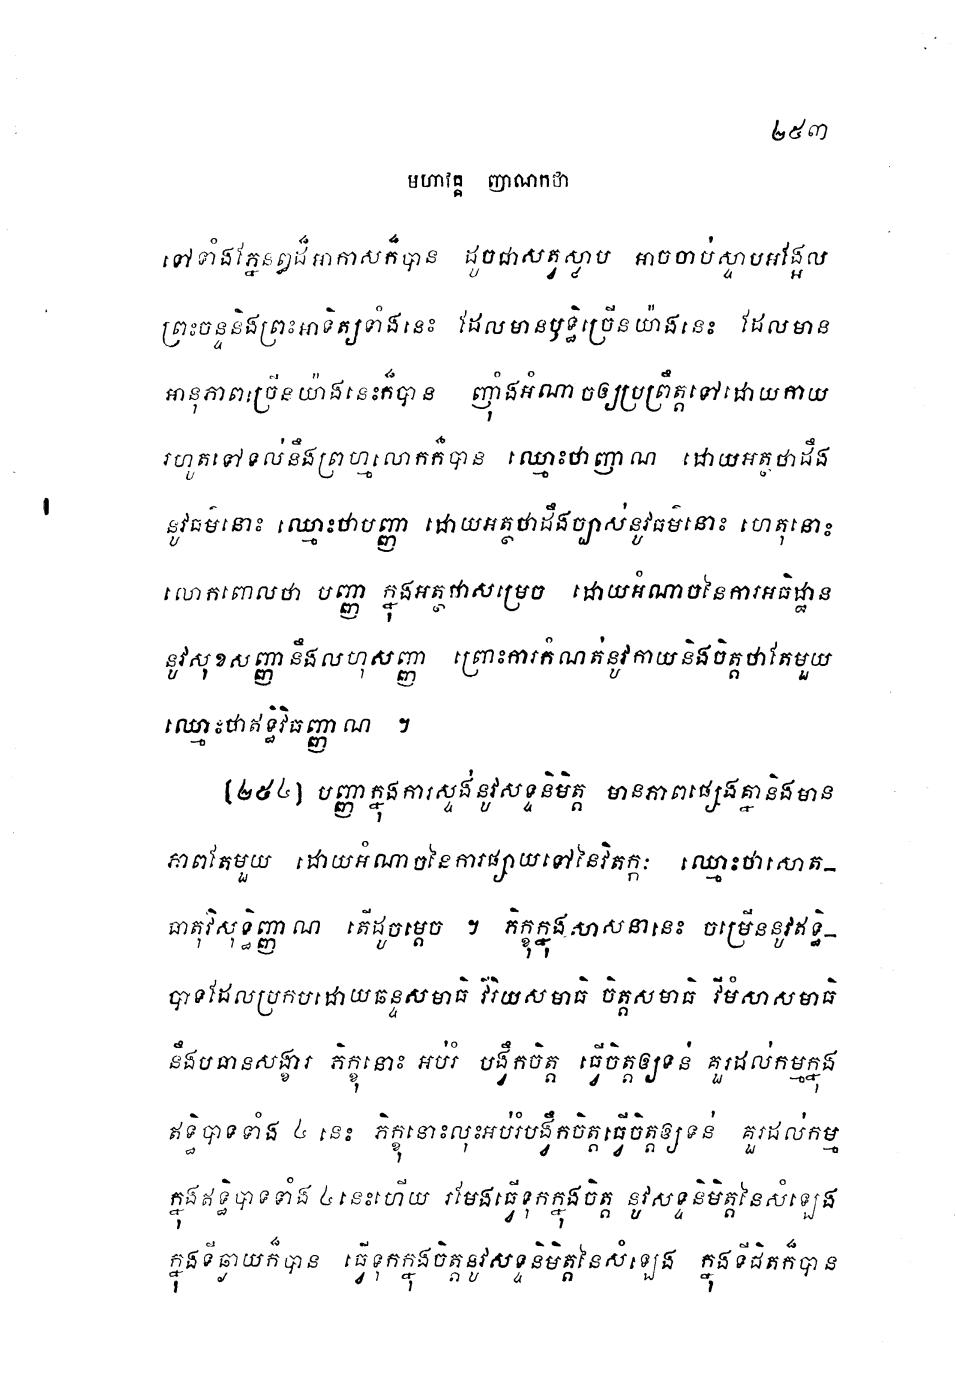 ២៥៣
មហាវគ្គ ញាណកថា
ទៅទាំងភ្នែនឰដ៏អាកាសក៏បាន ដូចជាសត្វស្លាប អាចចាប់ស្ទាបអង្អែល
ព្រះចន្ទនិងព្រះអាទិត្យទាំងនេះ ដែលមានឫទ្ធិច្រើនយ៉ាងនេះ ដែលមាន
អានុភាពច្រើនយ៉ាងនេះក៏បាន ញុំាងអំណាចឲ្យប្រព្រឹត្តទៅដោយកាយ
រហូតទៅទល់នឹងព្រហ្មលោកក៏បាន ឈ្មោះថាញាណ ដោយអត្ថថាដឹង
នូវធម៌នោះ ឈ្មោះថាបញ្ញា ដោយអត្ថថាដឹងច្បាស់នូវធម៌នោះ ហេតុនោះ
លោកពោលថា បញ្ញា ក្នុងអត្ថថាសម្រេច ដោយអំណាចនៃការអធិដ្ឋាន
នូវសុខសញ្ញានឹងលហុសញ្ញា ព្រោះការកំណត់នូវកាយនិងចិត្តថាតែមួយ
ឈ្មោះថាឥទ្ធិវិធញ្ញាណ ។
(២៥៤) បញ្ញាក្នុងការស្ទង់នូវសទ្ទនិមិត្ត មានភាពផ្សេងគ្នានិងមាន
ភាពតែមួយ ដោយអំណាចនៃការផ្សាយទៅនៃវិតក្កៈ ឈ្មោះថាសោត-
ធាតុវិសុទ្ធិញ្ញាណ តើដូចម្តេច ។ ភិក្ខុក្នុងសាសនានេះ ចម្រើននូវឥទ្ធិ-
បាទដែលប្រកបដោយឆន្ទសមាធិ វីរិយសមាធិ ចិត្តសមាធិ វីមំសាសមាធិ
នឹងបធានសង្ខារ ភិក្ខុនោះ អប់រំ បង្វឹកចិត្ត ធ្វើចិត្តឲ្យទន់ គួរដល់កម្មក្នុង
ឥទ្ធិបាទទាំង ៤ នេះ ភិក្ខុនោះលុះអប់រំបង្វឹកចិត្តធ្វើចិត្តឲ្យទន់ គួរដល់កម្ម
ក្នុងឥទ្ធិបាទទាំង ៤ នេះហើយ រមែងធ្វើទុកក្នុងចិត្ត នូវសទ្ទនិមិត្តនៃសំឡេង
ក្នុងទីឆ្ងាយក៏បាន ធ្វើទុកក្នុងចិត្តនូវសទ្ទនិមិត្តនៃសំឡេង ក្នុងទីជិតក៏បាន